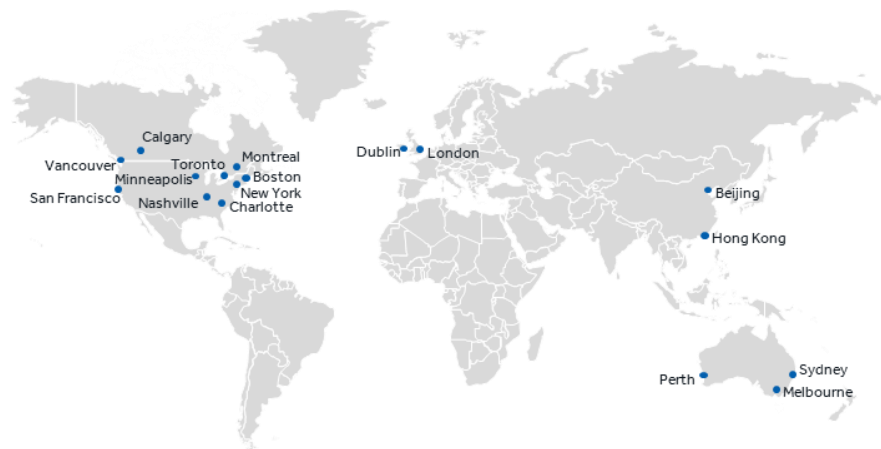 Calgary
Vancouver
Toronto
Montreal
Minneapolis
Boston
San Francisco
New York
Nashville
Charlotte
Dublin
London
Beijing
Hong Kong
Perth
Sydney
Melbourne